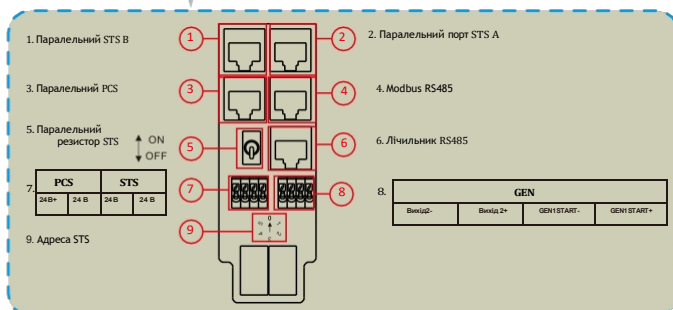 1. Паралельний STS B
2. Паралельний порт STS A
1
2
3. Паралельний PCS
3
4
4. Modbus RS485
5. Паралельний
резистор STS
ON
OFF
5
6
6. Лічильник RS485
7.
PCS STS
24В+ 24 В 24В 24 В
7
8
8.
GEN
Вихід2- Вихід 2+ GEN1START- GEN1START+
9. Адреса STS
9
0